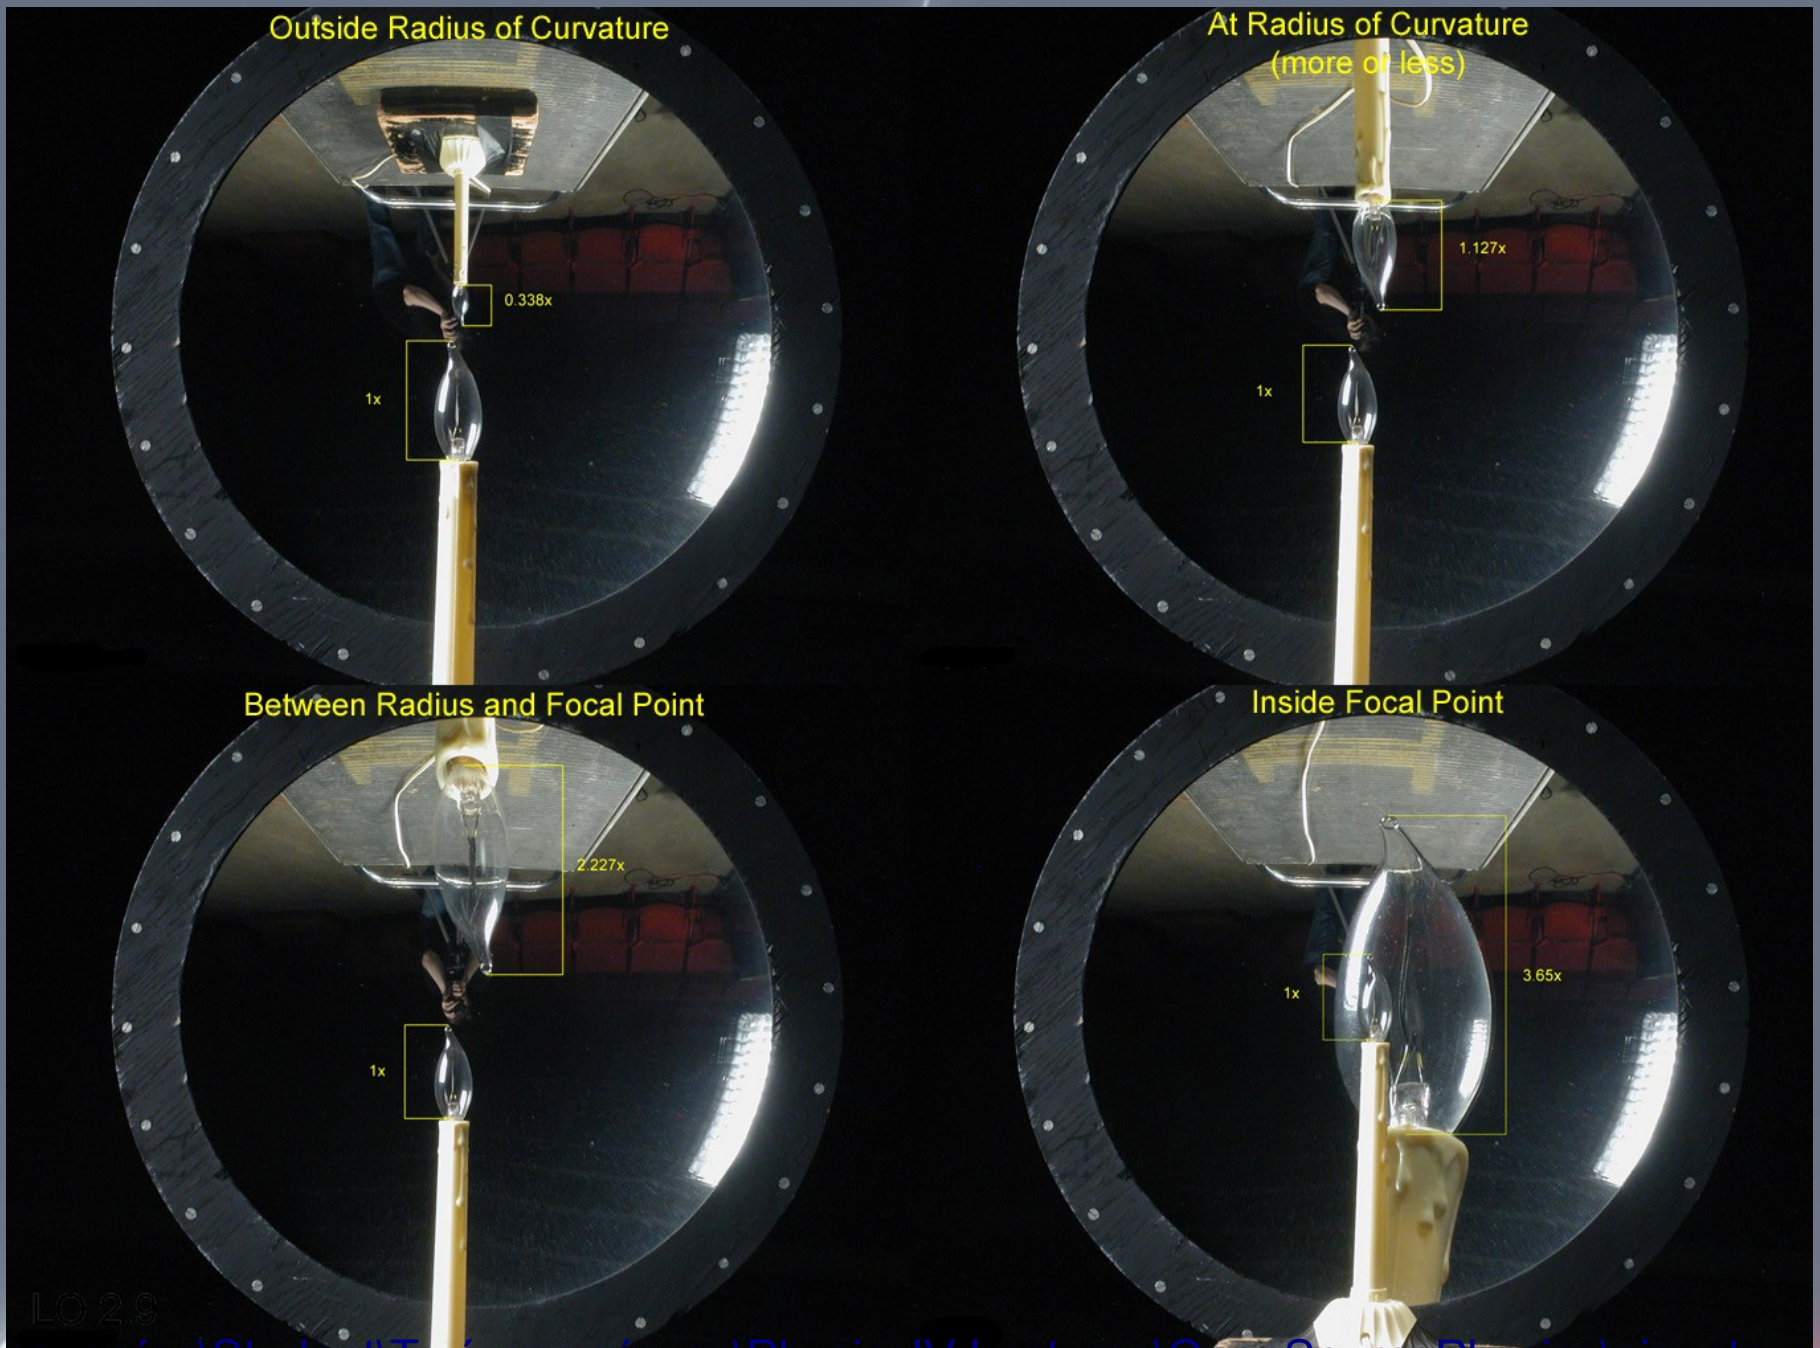 Outside Radius of Curvature
0.338x
1x
At Radius of Curvature
(more or less)
1.127x
1x
Between Radius and Focal Point
2.227x
1x
Inside Focal Point
3.65x
1x
LO 2.9